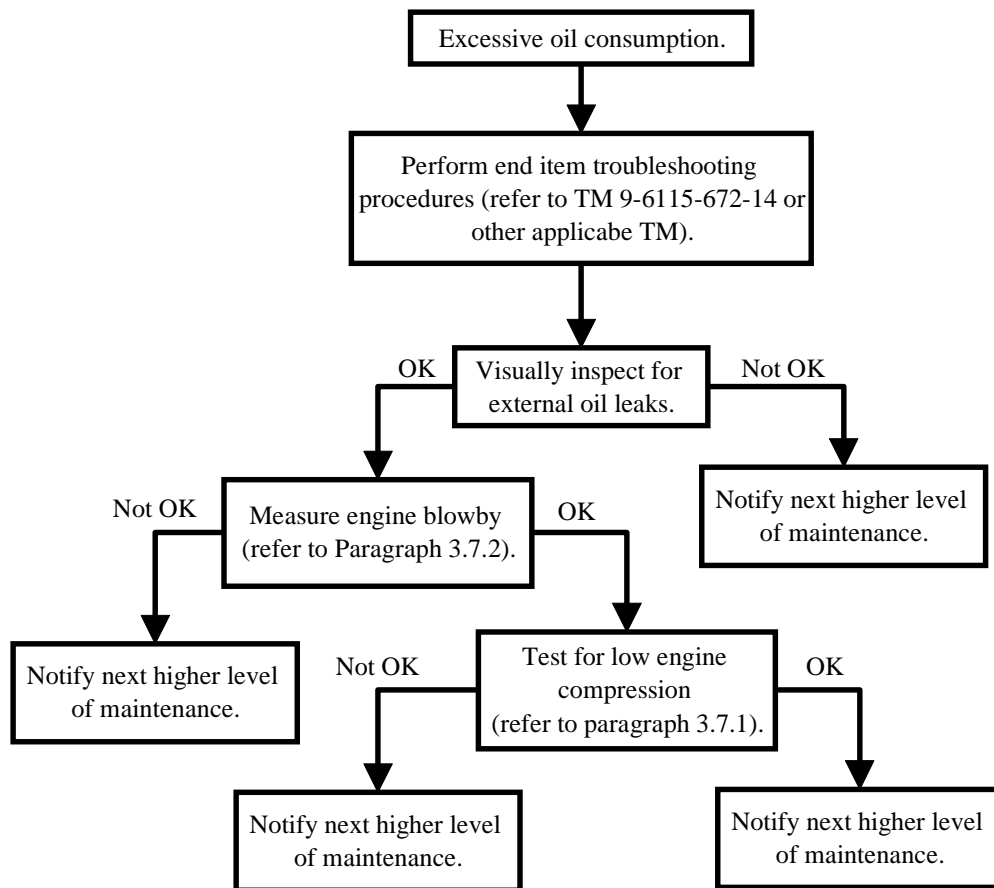 Excessive oil consumption.
Perform end item troubleshooting
procedures (refer to TM 9-6115-672-14 or
other applicabe TM).
OK
Visually inspect for
external oil leaks.
Not OK
Not OK
Measure engine blowby
(refer to Paragraph 3.7.2).
OK
Notify next higher level
of maintenance.
Notify next higher level
of maintenance.
Not OK
Test for low engine
compression
(refer to paragraph 3.7.1).
OK
Notify next higher level
of maintenance.
Notify next higher level
of maintenance.